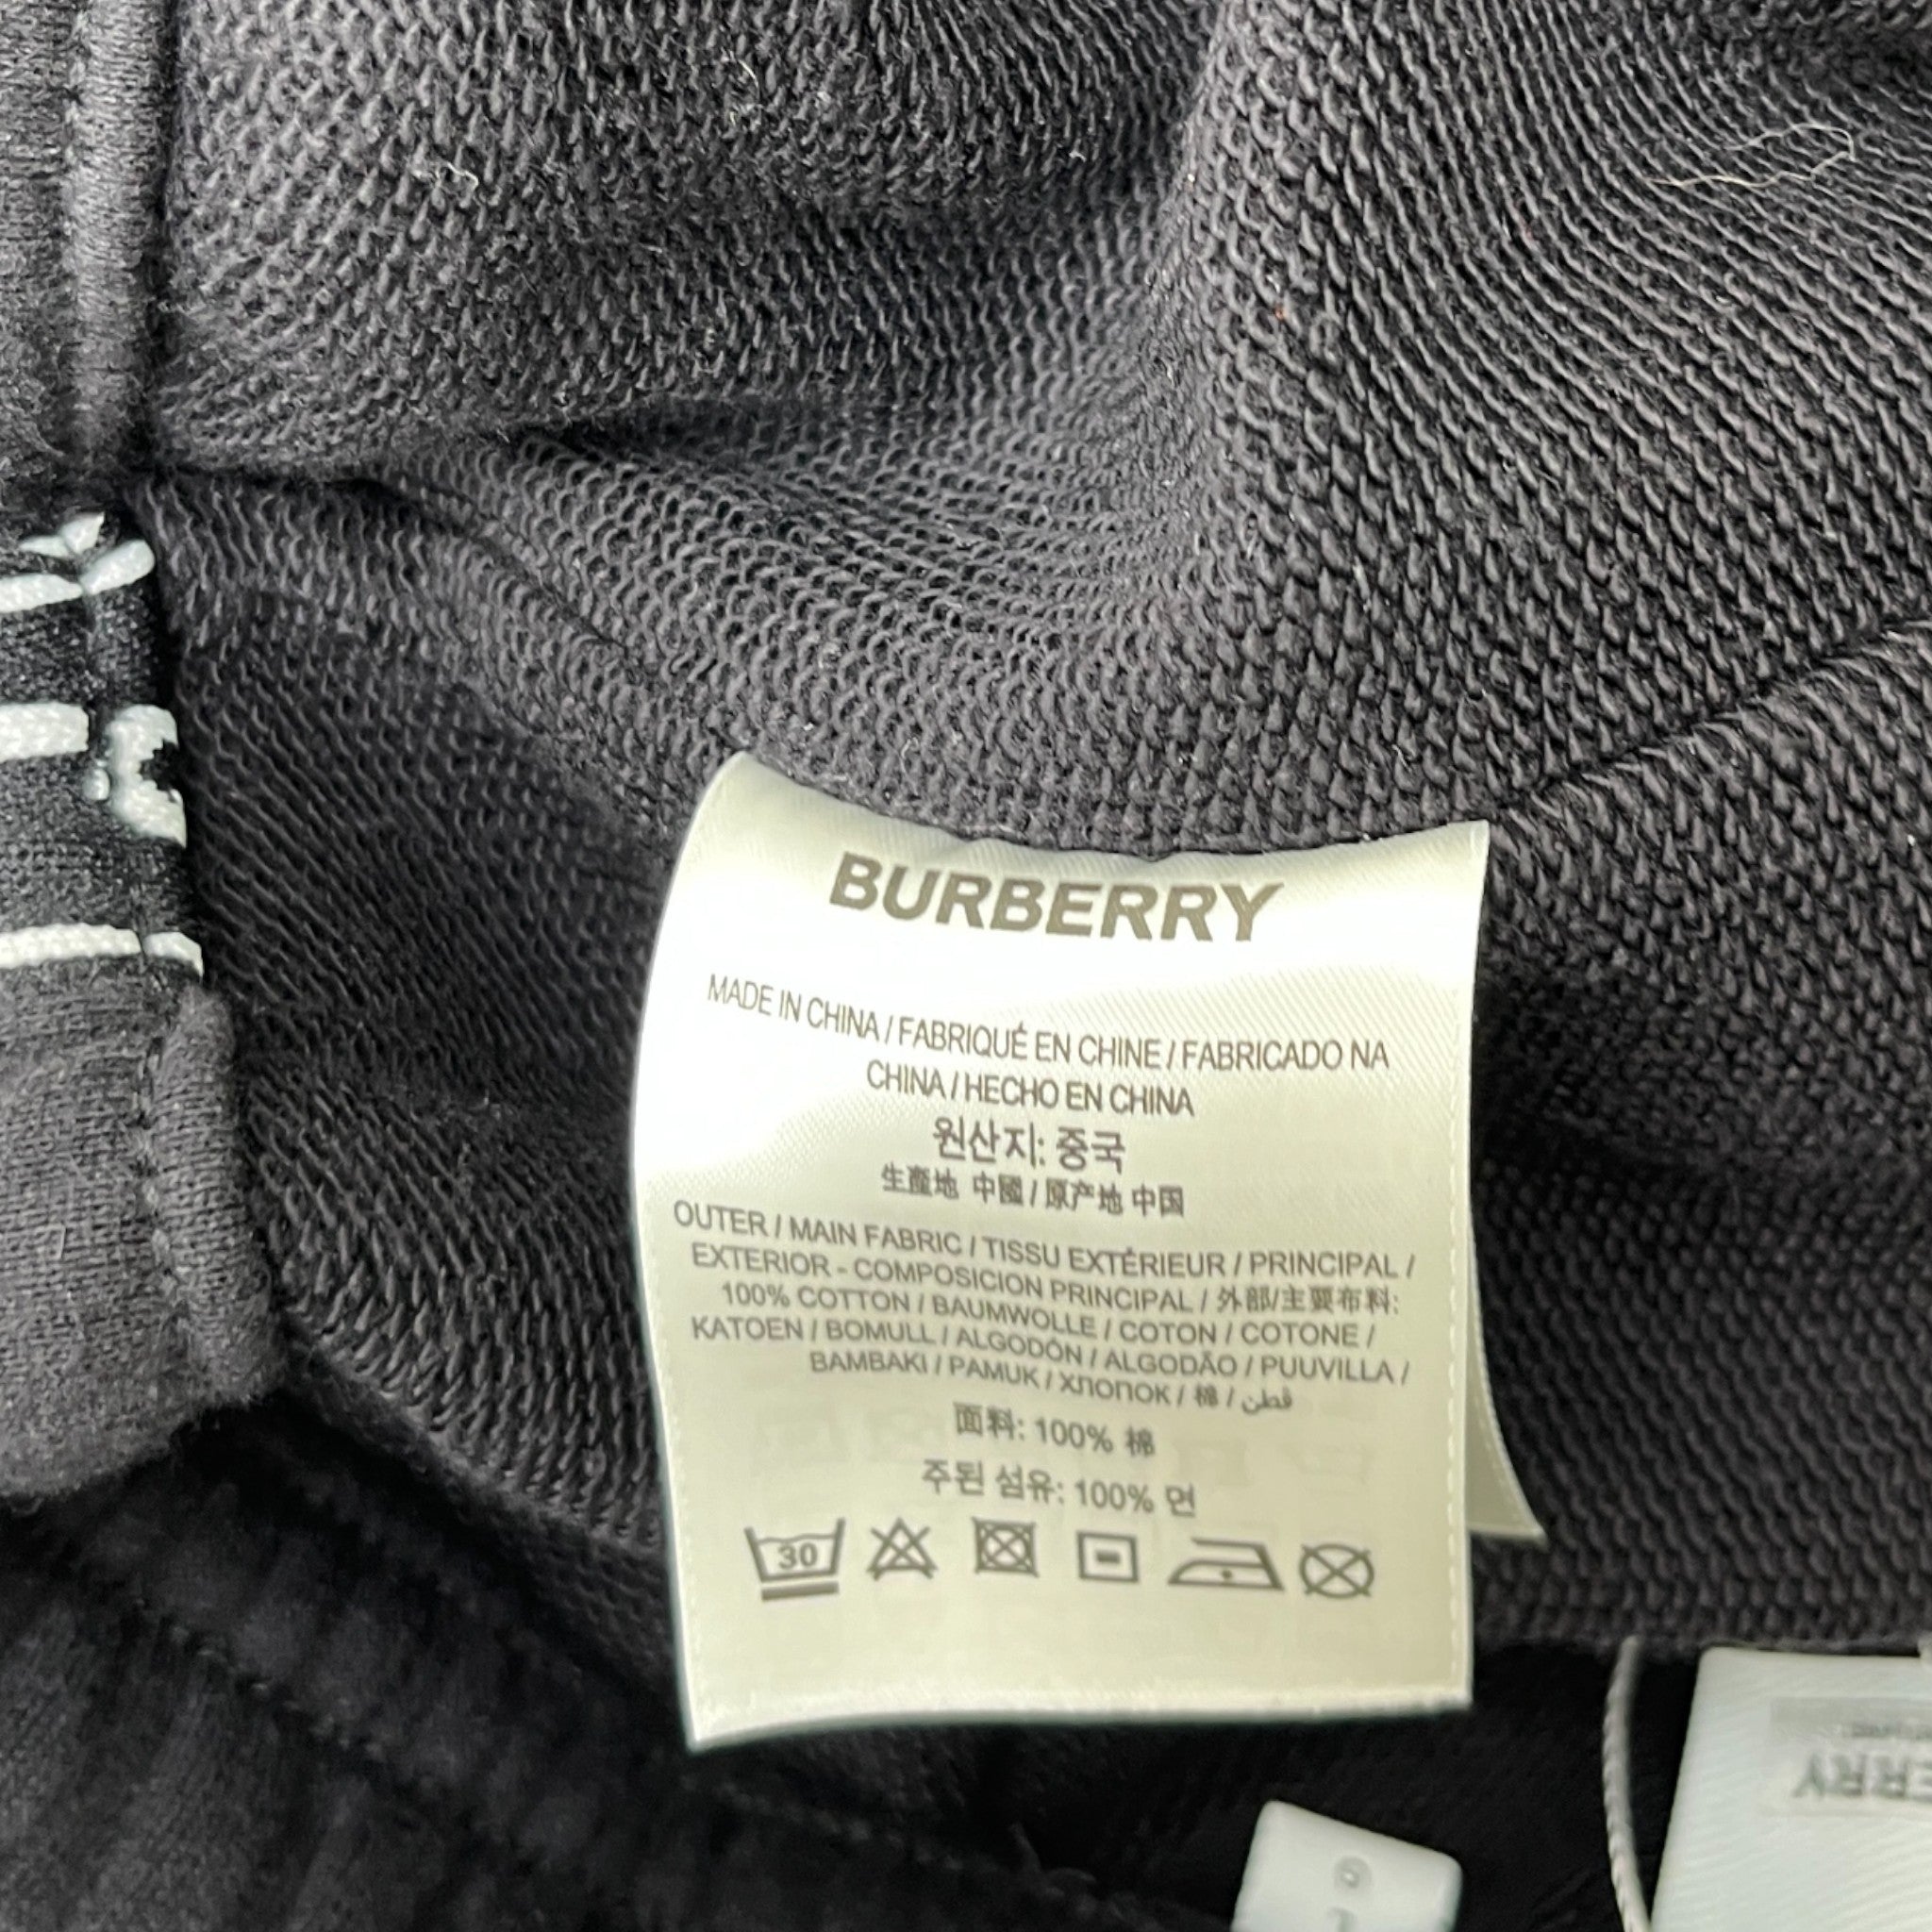 BURBERRY
MADE IN CHINA / FABRIQUÉ EN CHINE / FABRICADO NA
CHINA / HECHO EN CHINA
원산지: 중국
生產地 中國 / 原产地 中国
OUTER / MAIN FABRIC / TISSU EXTÉRIEUR / PRINCIPAL /
EXTERIOR - COMPOSICION PRINCIPAL / 外部/主要布料:
100% COTTON / BAUMWOLLE / COTON / COTONE /
KATOEN / BOMULL / ALGODÓN / ALGODÃO / PUUVILLA /
BAMBAKI / PAMUK / ХЛОПОК / 棉 / قطن
面料: 100% 棉
주된 섬유: 100% 면
30